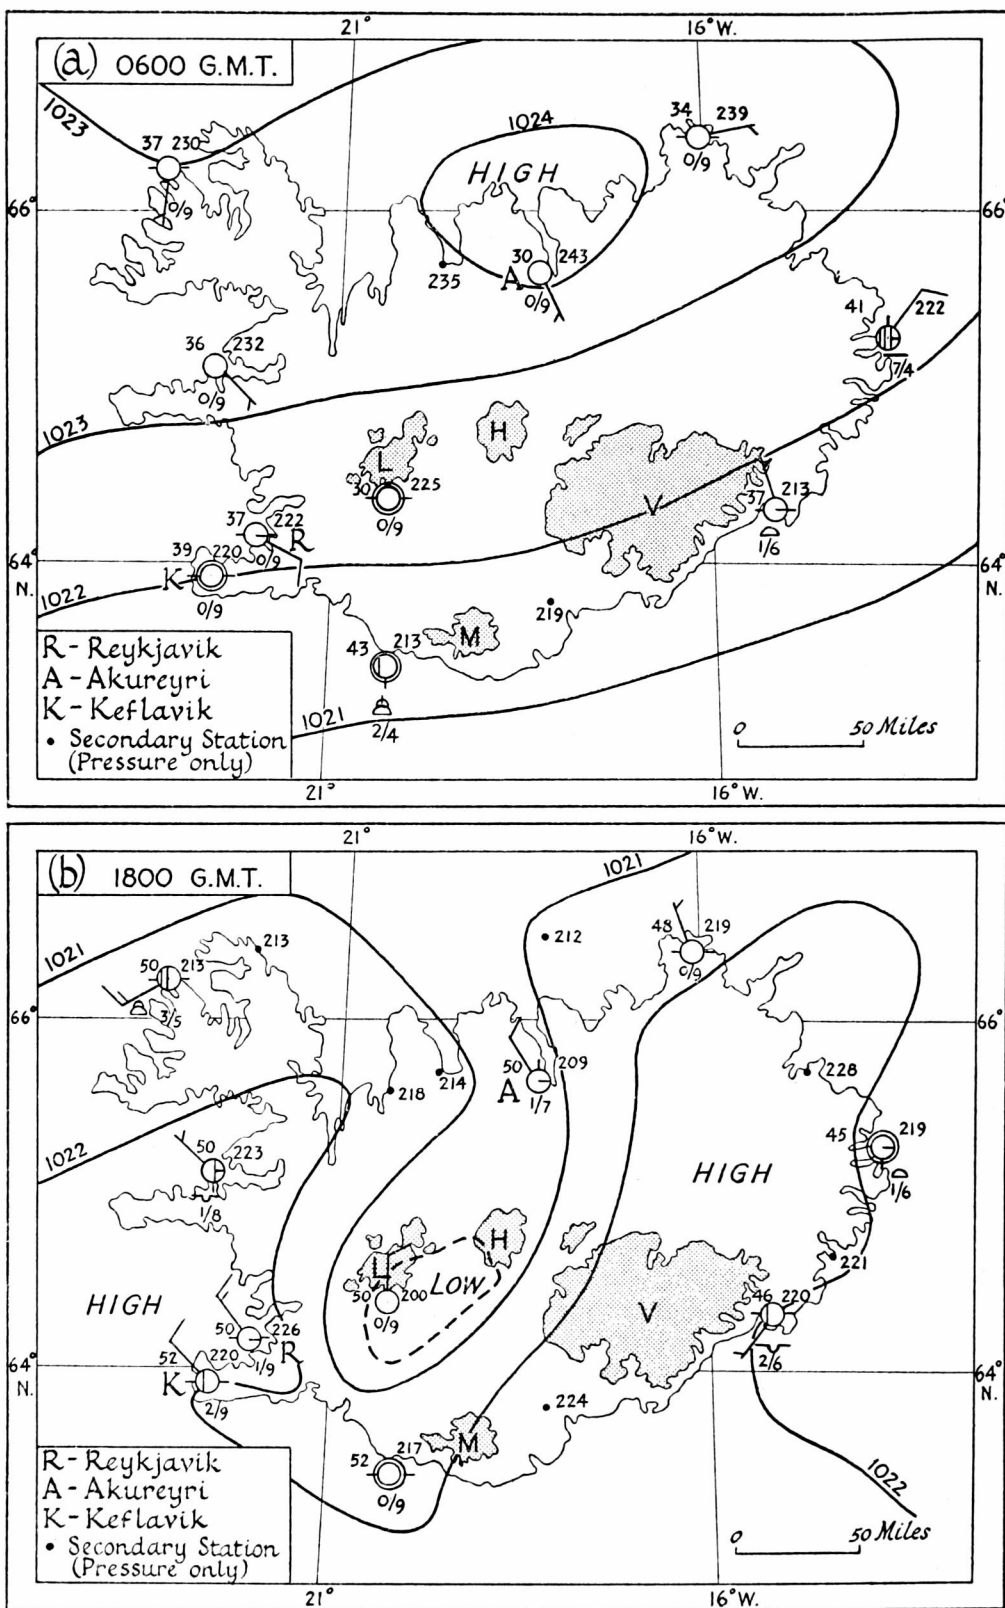 21° 16° W.
(a) 0600 G.M.T.
1023
37 230
0/9
1024
HIGH
34 239
0/9
66° 66°
235
30 243
A
0/9
41 222
7/4
36 232
0/9
1023
H
L
30 225
0/9
V
37 213
1/6
37 222
R
0/9
39 220
K
0/9
64° 64°
N. N.
1022
219
M
43 213
2/4
1021
R - Reykjavik
A - Akureyri
K - Keflavik
• Secondary Station
(Pressure only)
0 50 Miles
21° 16° W.
21° 16° W.
(b) 1800 G.M.T.
1021
1021
213
50 213
3/5
212
48 219
0/9
66° 66°
218
214
50 209
A
1/7
228
45 219
1/6
1022
50 223
1/8
HIGH
H
L
LOW
50 200
0/9
V
221
46 220
2/6
HIGH
50 226
R
1/9
52 220
K
2/9
64° 64°
N. N.
224
M
52 217
0/9
1022
R - Reykjavik
A - Akureyri
K - Keflavik
• Secondary Station
(Pressure only)
0 50 Miles
21° 16° W.